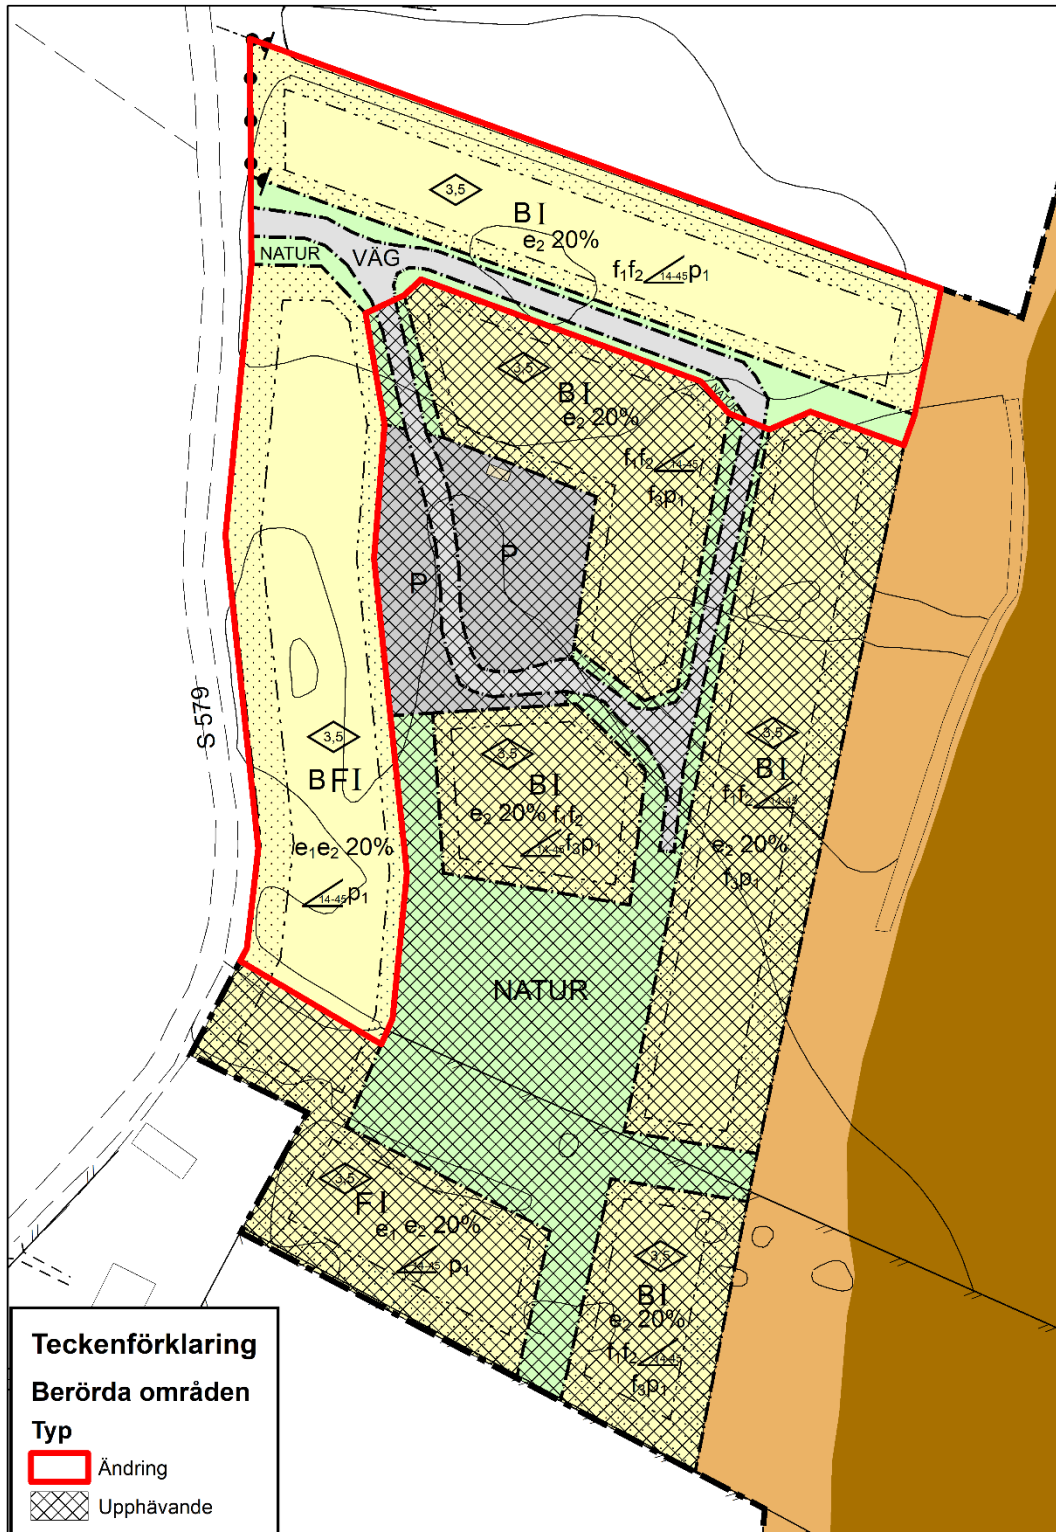 3,5
B I
e₂ 20%
f₁f₂ 14-45 p₁
NATUR
VÄG
3,5
B I
e₂ 20%
NATUR
f₁f₂ 14-45
f₃p₁
P
P
S 579
3,5
B F I
e₁e₂ 20%
14-45 p₁
3,5
B I
e₂ 20% f₁f₂
14-45 f₃p₁
3,5
B I
f₁f₂ 14-45
e₂ 20%
f₃p₁
NATUR
3,5
F I
e₁ e₂ 20%
14-45 p₁
3,5
B I
e₂ 20%
f₁f₂ 14-45
f₃p₁
Teckenförklaring
Berörda områden
Typ
Ändring
Upphävande